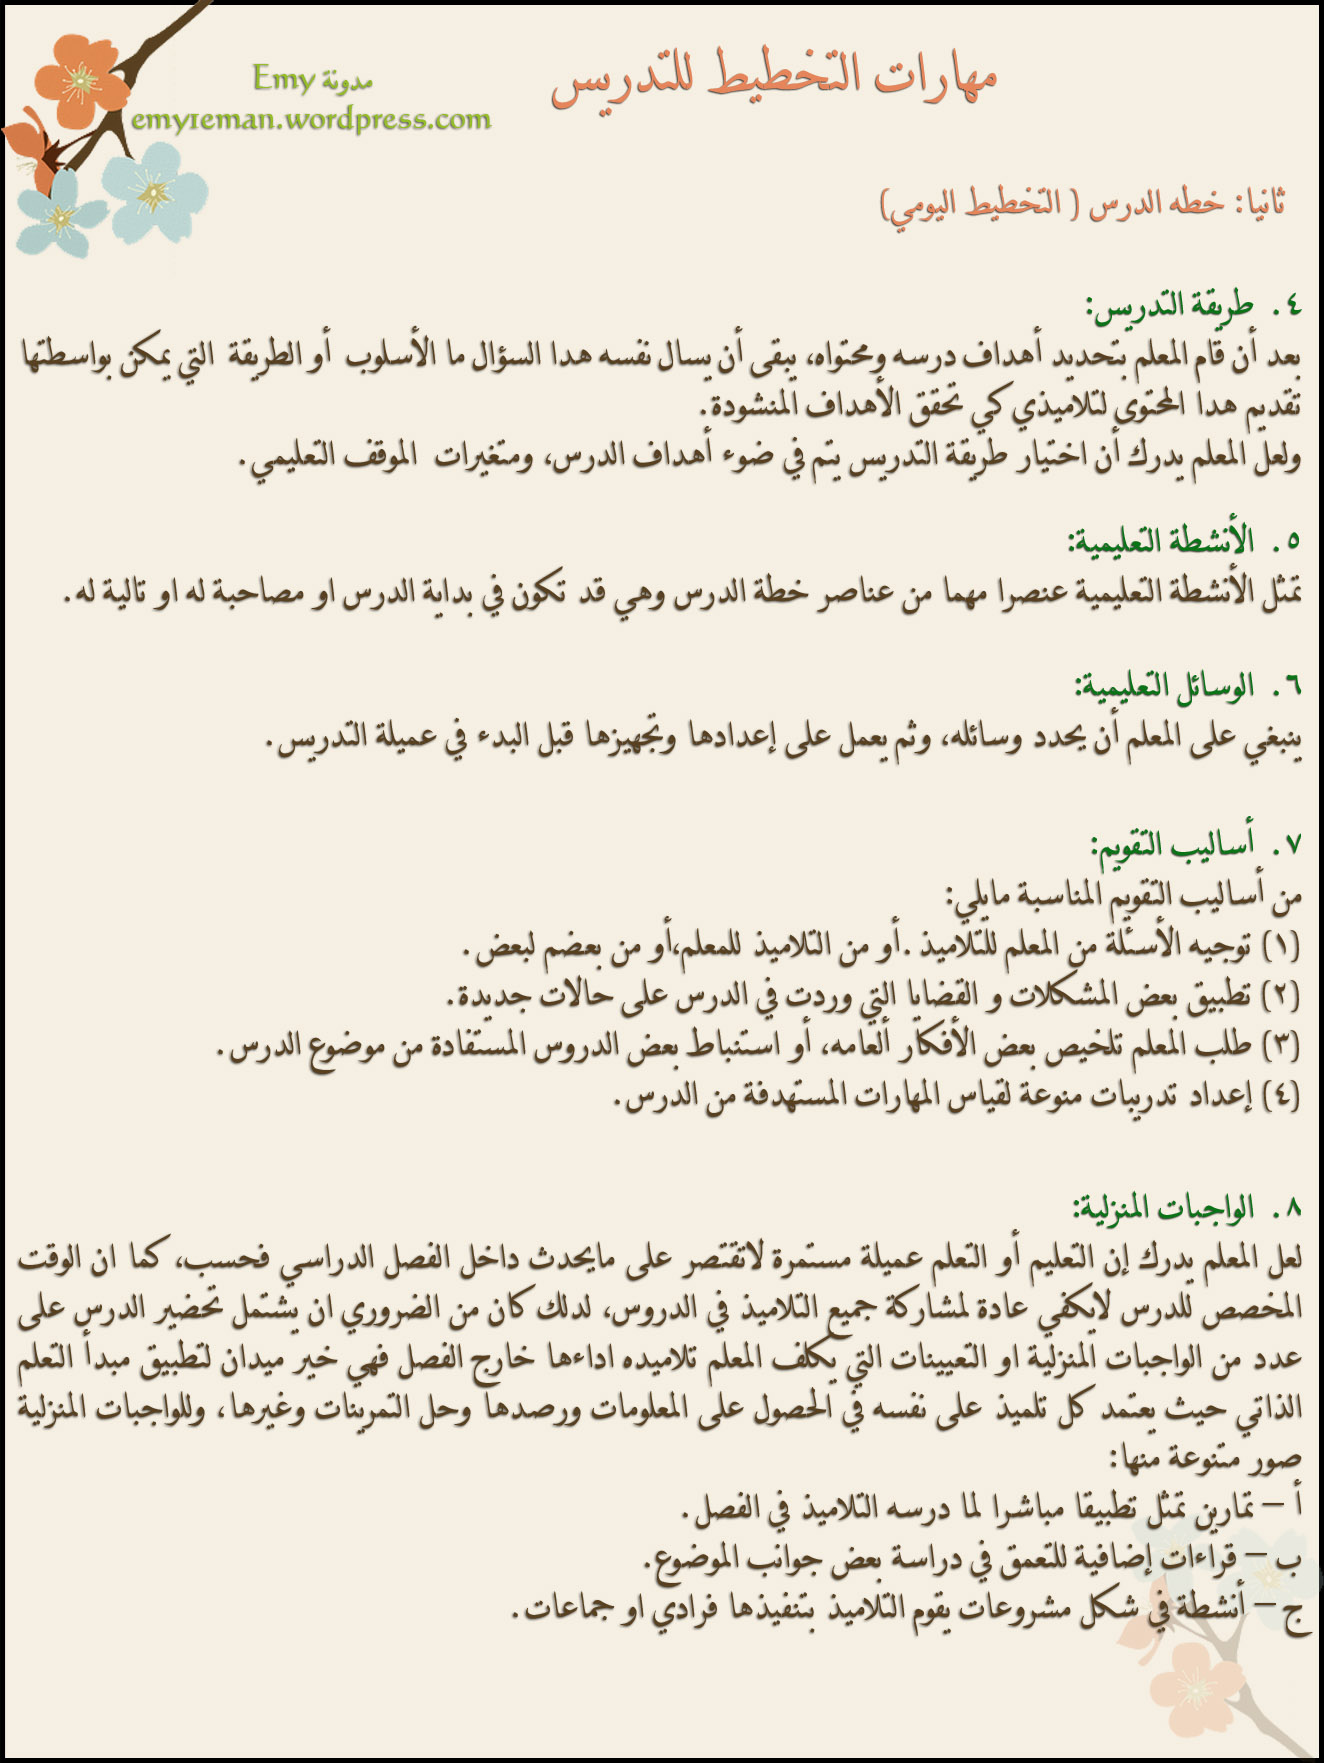 مهارات التخطيط للتدريس
مدونة Emy
emy1eman.wordpress.com
ثانيا: خطه الدرس ( التخطيط اليومي)
٤. طريقة التدريس:
بعد أن قام المعلم بتحديد أهداف درسه ومحتواه، يبقى أن يسال نفسه هدا السؤال ما الأسلوب أو الطريقة التي يمكن بواسطتها
تقديم هدا المحتوى لتلاميذي كي تحقق الأهداف المنشودة.
ولعل المعلم يدرك أن اختيار طريقة التدريس يتم في ضوء أهداف الدرس، ومتغيرات الموقف التعليمي.
٥. الأنشطة التعليمية:
تمثل الأنشطة التعليمية عنصرا مهما من عناصر خطة الدرس وهي قد تكون في بداية الدرس او مصاحبة له او تالية له.
٦. الوسائل التعليمية:
ينبغي على المعلم أن يحدد وسائله، وثم يعمل على إعدادها وتجهيزها قبل البدء في عميلة التدريس.
٧. أساليب التقويم:
من أساليب التقويم المناسبة مايلي:
(١) توجيه الأسئلة من المعلم للتلاميذ .أو من التلاميذ للمعلم،أو من بعضم لبعض.
(٢) تطبيق بعض المشكلات و القضايا التي وردت في الدرس على حالات جديدة.
(٣) طلب المعلم تلخيص بعض الأفكار ألعامه، أو استنباط بعض الدروس المستفادة من موضوع الدرس.
(٤) إعداد تدريبات منوعة لقياس المهارات المستهدفة من الدرس.
٨. الواجبات المنزلية:
لعل المعلم يدرك إن التعليم أو التعلم عميلة مستمرة لاتقتصر على مايحدث داخل الفصل الدراسي فحسب، كما ان الوقت
المخصص للدرس لايكفي عادة لمشاركة جميع التلاميذ في الدروس، لدلك كان من الضروري ان يشتمل تحضير الدرس على
عدد من الواجبات المنزلية او التعيينات التي يكلف المعلم تلاميده اداءها خارج الفصل فهي خير ميدان لتطبيق مبدأ التعلم
الذاتي حيث يعتمد كل تلميذ على نفسه في الحصول على المعلومات ورصدها وحل التمرينات وغيرها، وللواجبات المنزلية
صور متنوعة منها:
أ – تمارين تمثل تطبيقا مباشرا لما درسه التلاميذ في الفصل.
ب – قراءات إضافية للتعمق في دراسة بعض جوانب الموضوع.
ج – أنشطة في شكل مشروعات يقوم التلاميذ بتنفيذها فرادي او جماعات.